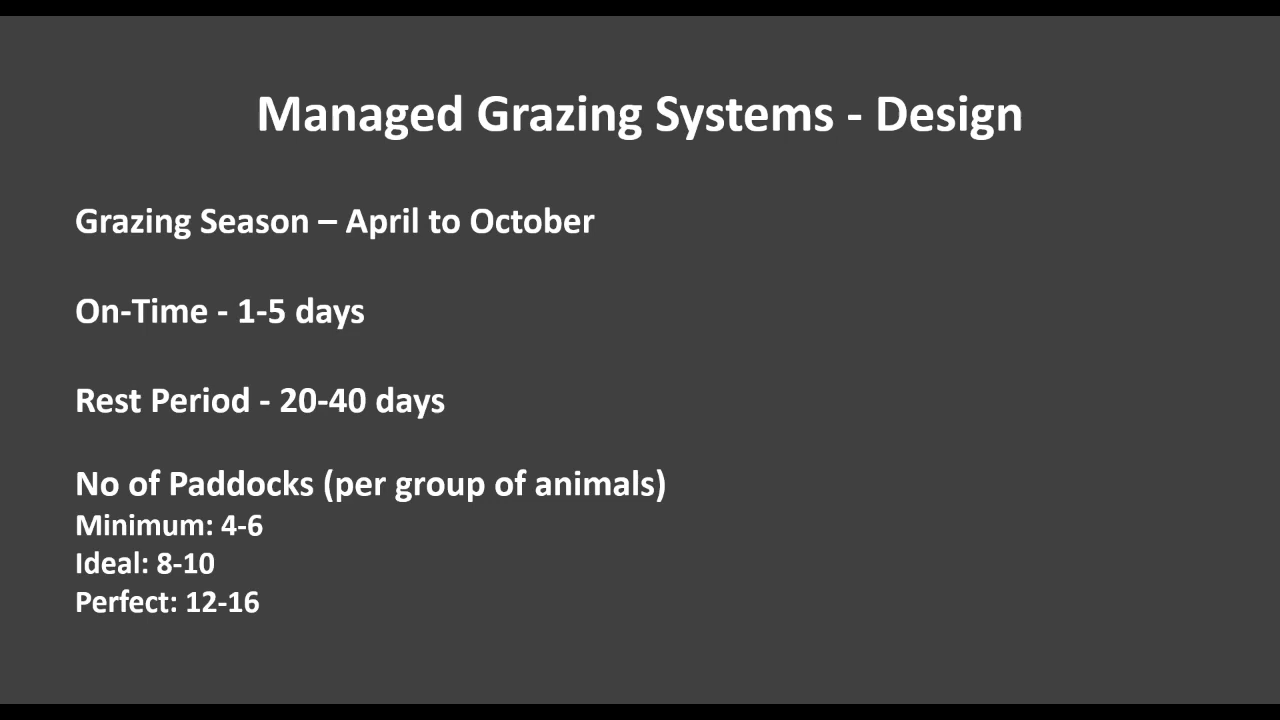 Managed Grazing Systems - Design
Grazing Season – April to October
On-Time - 1-5 days
Rest Period - 20-40 days
No of Paddocks (per group of animals)
Minimum: 4-6
Ideal: 8-10
Perfect: 12-16